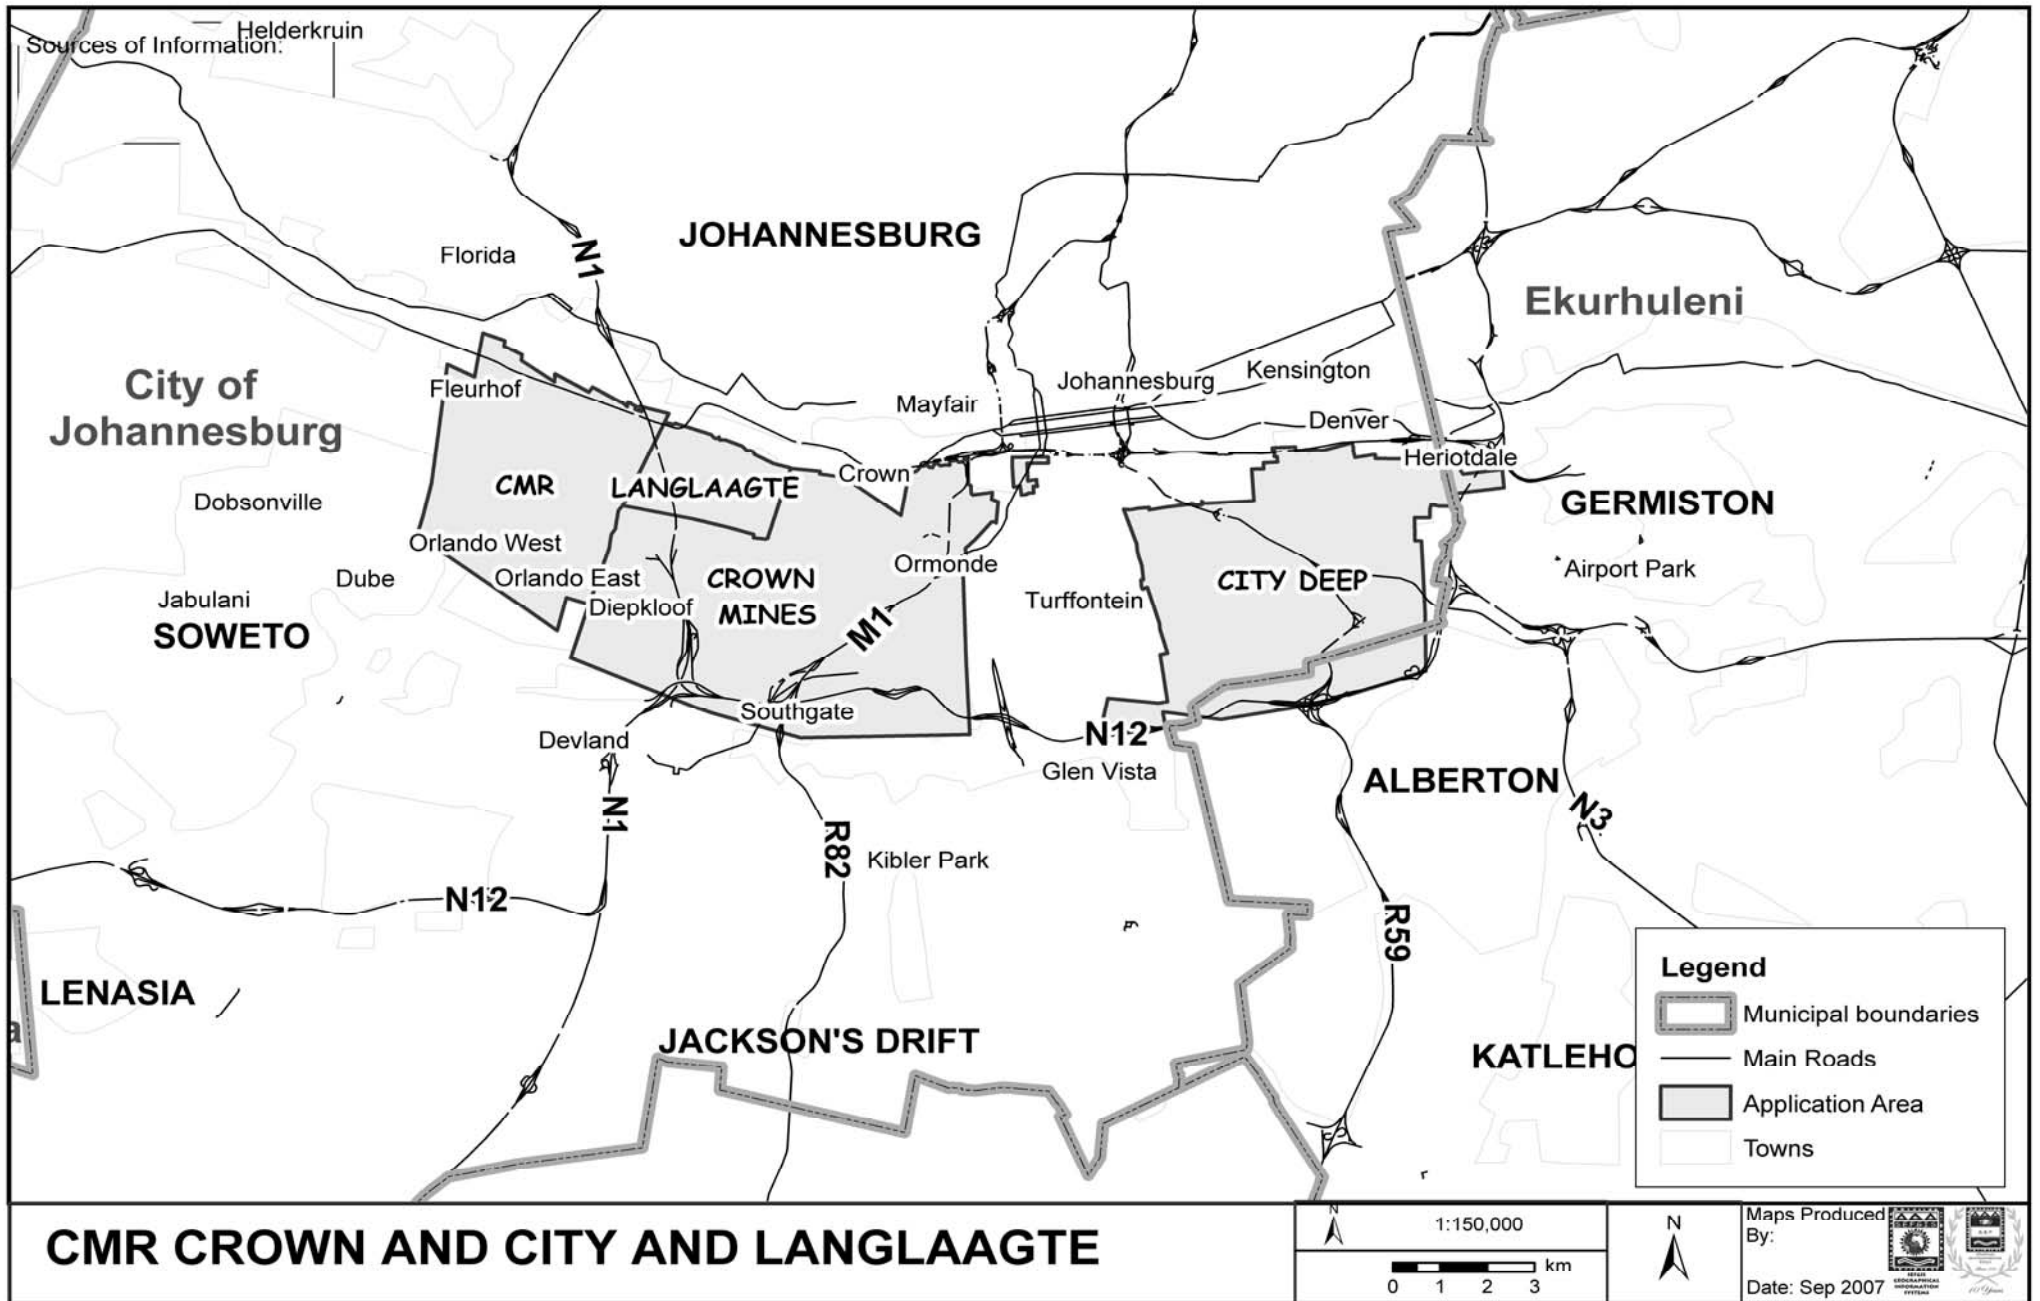 Helderkruin
Sources of Information:
JOHANNESBURG
Florida
N1
Ekurhuleni
City of
Johannesburg
Fleurhof
Johannesburg
Kensington
Mayfair
Denver
Heriotdale
Crown
CMR
LANGLAAGTE
Dobsonville
GERMISTON
Orlando West
Orlando East
Ormonde
Airport Park
Dube
CROWN
MINES
CITY DEEP
Jabulani
Diepkloof
Turffontein
SOWETO
M1
Southgate
Devland
N12
Glen Vista
ALBERTON
N1
R82
N3
Kibler Park
N12
R59
LENASIA
a
JACKSON'S DRIFT
KATLEHO
Legend
Municipal boundaries
Main Roads
Application Area
Towns
CMR CROWN AND CITY AND LANGLAAGTE
N
1:150,000
km
0 1 2 3
N
Maps Produced
By:
Date: Sep 2007